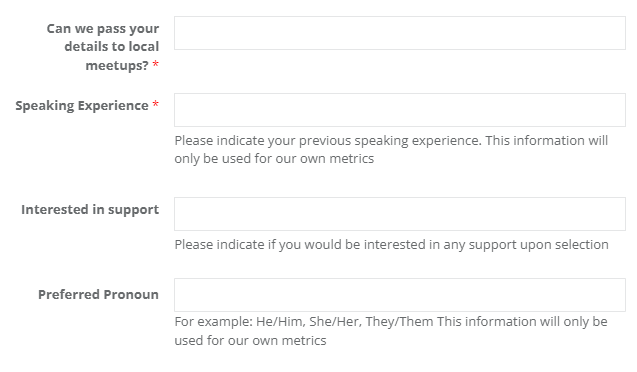 Can we pass your
details to local
meetups? *
Speaking Experience *
Please indicate your previous speaking experience. This information will
only be used for our own metrics
Interested in support
Please indicate if you would be interested in any support upon selection
Preferred Pronoun
For example: He/Him, She/Her, They/Them This information will only be
used for our own metrics